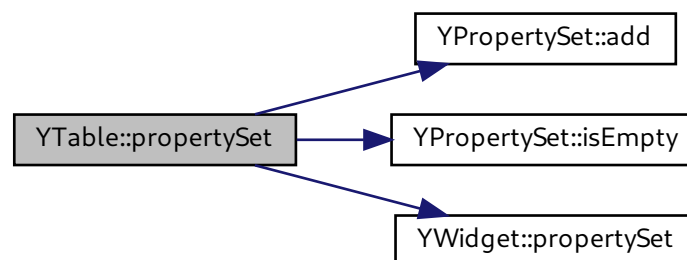 YTable::propertySet
YPropertySet::add
YPropertySet::isEmpty
YWidget::propertySet